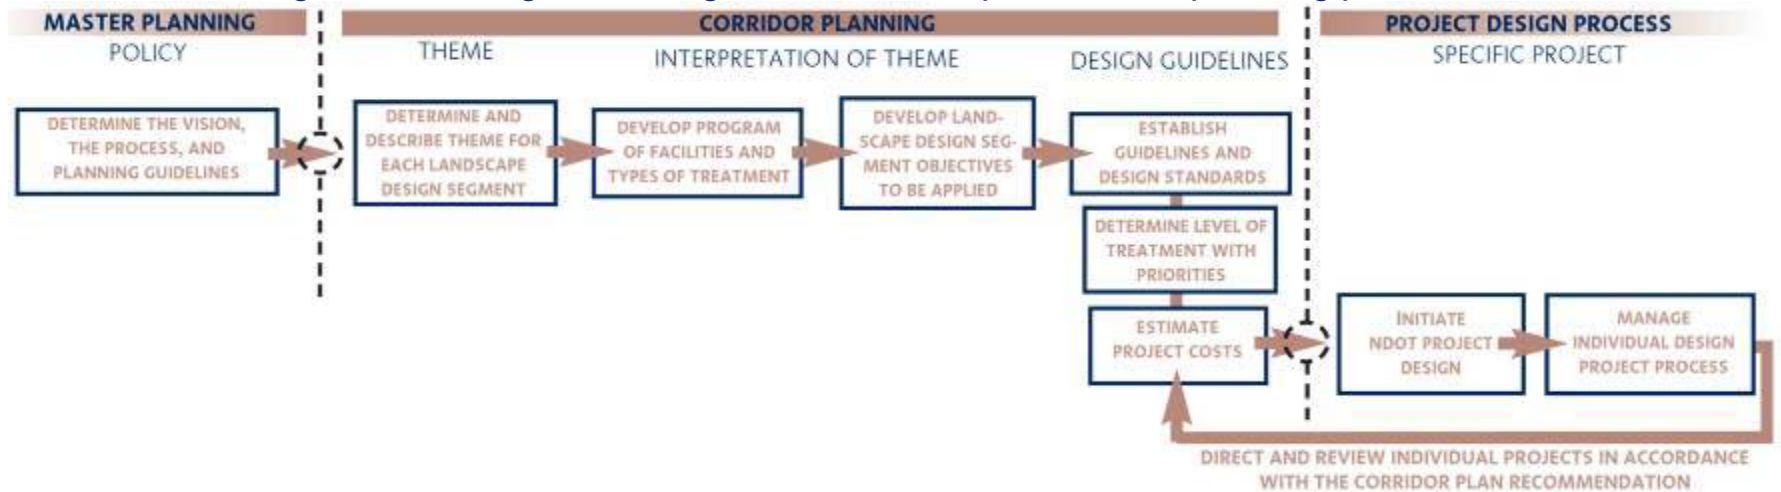 MASTER PLANNING
POLICY
DETERMINE THE VISION,
THE PROCESS, AND
PLANNING GUIDELINES
CORRIDOR PLANNING
THEME
INTERPRETATION OF THEME
DESIGN GUIDELINES
DETERMINE AND
DESCRIBE THEME FOR
EACH LANDSCAPE
DESIGN SEGMENT
DEVELOP PROGRAM
OF FACILITIES AND
TYPES OF TREATMENT
DEVELOP LAND-
SCAPE DESIGN SEG-
MENT OBJECTIVES
TO BE APPLIED
ESTABLISH
GUIDELINES AND
DESIGN STANDARDS
DETERMINE LEVEL OF
TREATMENT WITH
PRIORITIES
ESTIMATE
PROJECT COSTS
PROJECT DESIGN PROCESS
SPECIFIC PROJECT
INITIATE
NDOT PROJECT
DESIGN
MANAGE
INDIVIDUAL DESIGN
PROJECT PROCESS
DIRECT AND REVIEW INDIVIDUAL PROJECTS IN ACCORDANCE
WITH THE CORRIDOR PLAN RECOMMENDATION